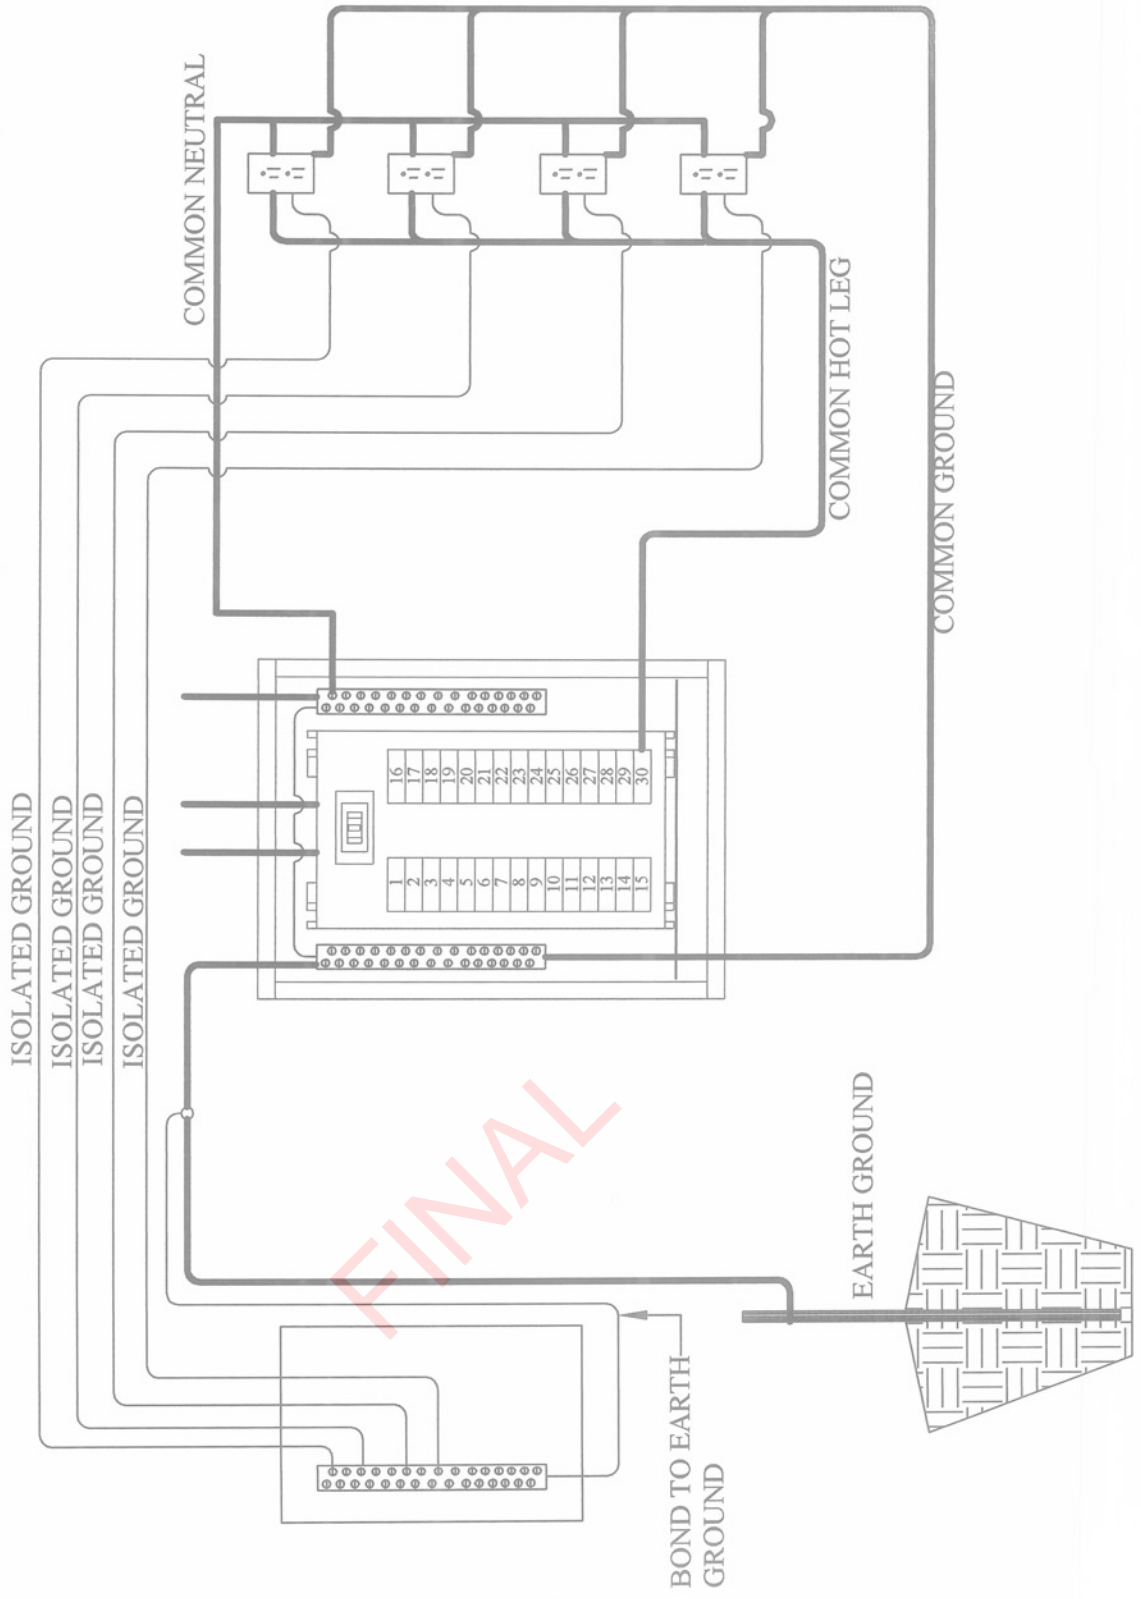 COMMON NEUTRAL
COMMON HOT LEG
COMMON GROUND
ISOLATED GROUND
ISOLATED GROUND
ISOLATED GROUND
ISOLATED GROUND
16
17
18
19
20
21
22
23
24
25
26
27
28
29
30
1
2
3
4
5
6
7
8
9
10
11
12
13
14
15
FINAL
EARTH GROUND
BOND TO EARTH
GROUND